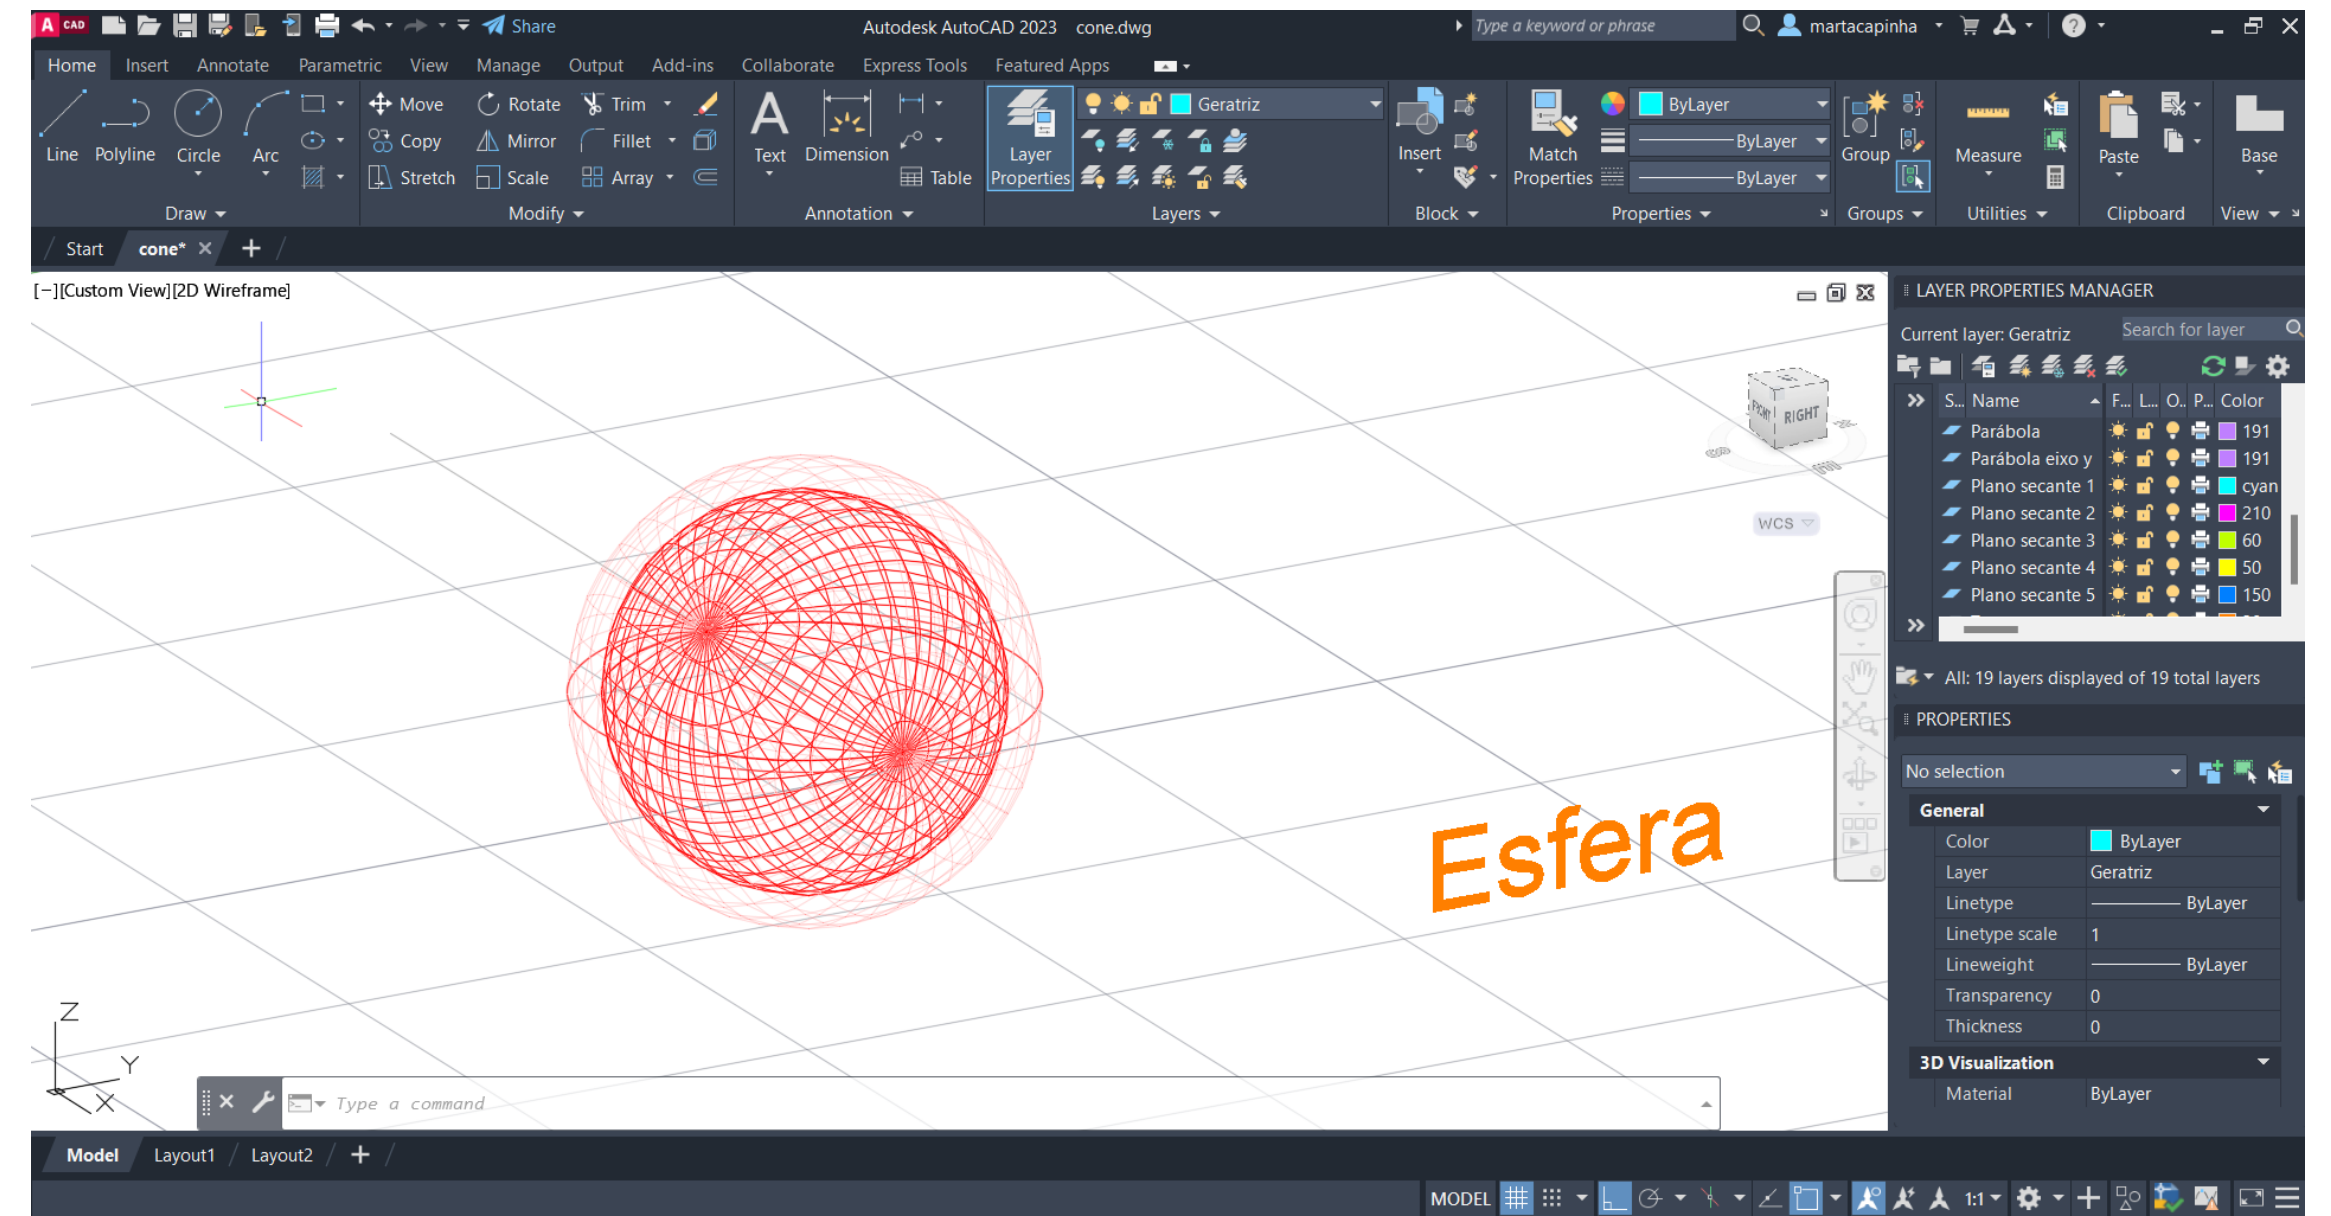 A CAD Share Autodesk AutoCAD 2023 cone.dwg Type a keyword or phrase martacapinha
Home Insert Annotate Parametric View Manage Output Add-ins Collaborate Express Tools Featured Apps
Line Polyline Circle Arc
Move Rotate Trim
Copy Mirror Fillet
Stretch Scale Array
Text Dimension Table
Layer Properties
Geratriz
Insert
Match Properties
ByLayer
ByLayer
ByLayer
Group
Measure
Paste
Base
Draw Modify Annotation Layers Block Properties Groups Utilities Clipboard View
Start cone*
[−][Custom View][2D Wireframe]
FRONT RIGHT
WCS
Esfera
Z
Y
X
Type a command
LAYER PROPERTIES MANAGER
Current layer: Geratriz Search for layer
S... Name F... L... O.. P... Color
Parábola 191
Parábola eixo y 191
Plano secante 1 cyan
Plano secante 2 210
Plano secante 3 60
Plano secante 4 50
Plano secante 5 150
All: 19 layers displayed of 19 total layers
PROPERTIES
No selection
General
Color ByLayer
Layer Geratriz
Linetype ByLayer
Linetype scale 1
Lineweight ByLayer
Transparency 0
Thickness 0
3D Visualization
Material ByLayer
Model Layout1 Layout2
MODEL 1:1